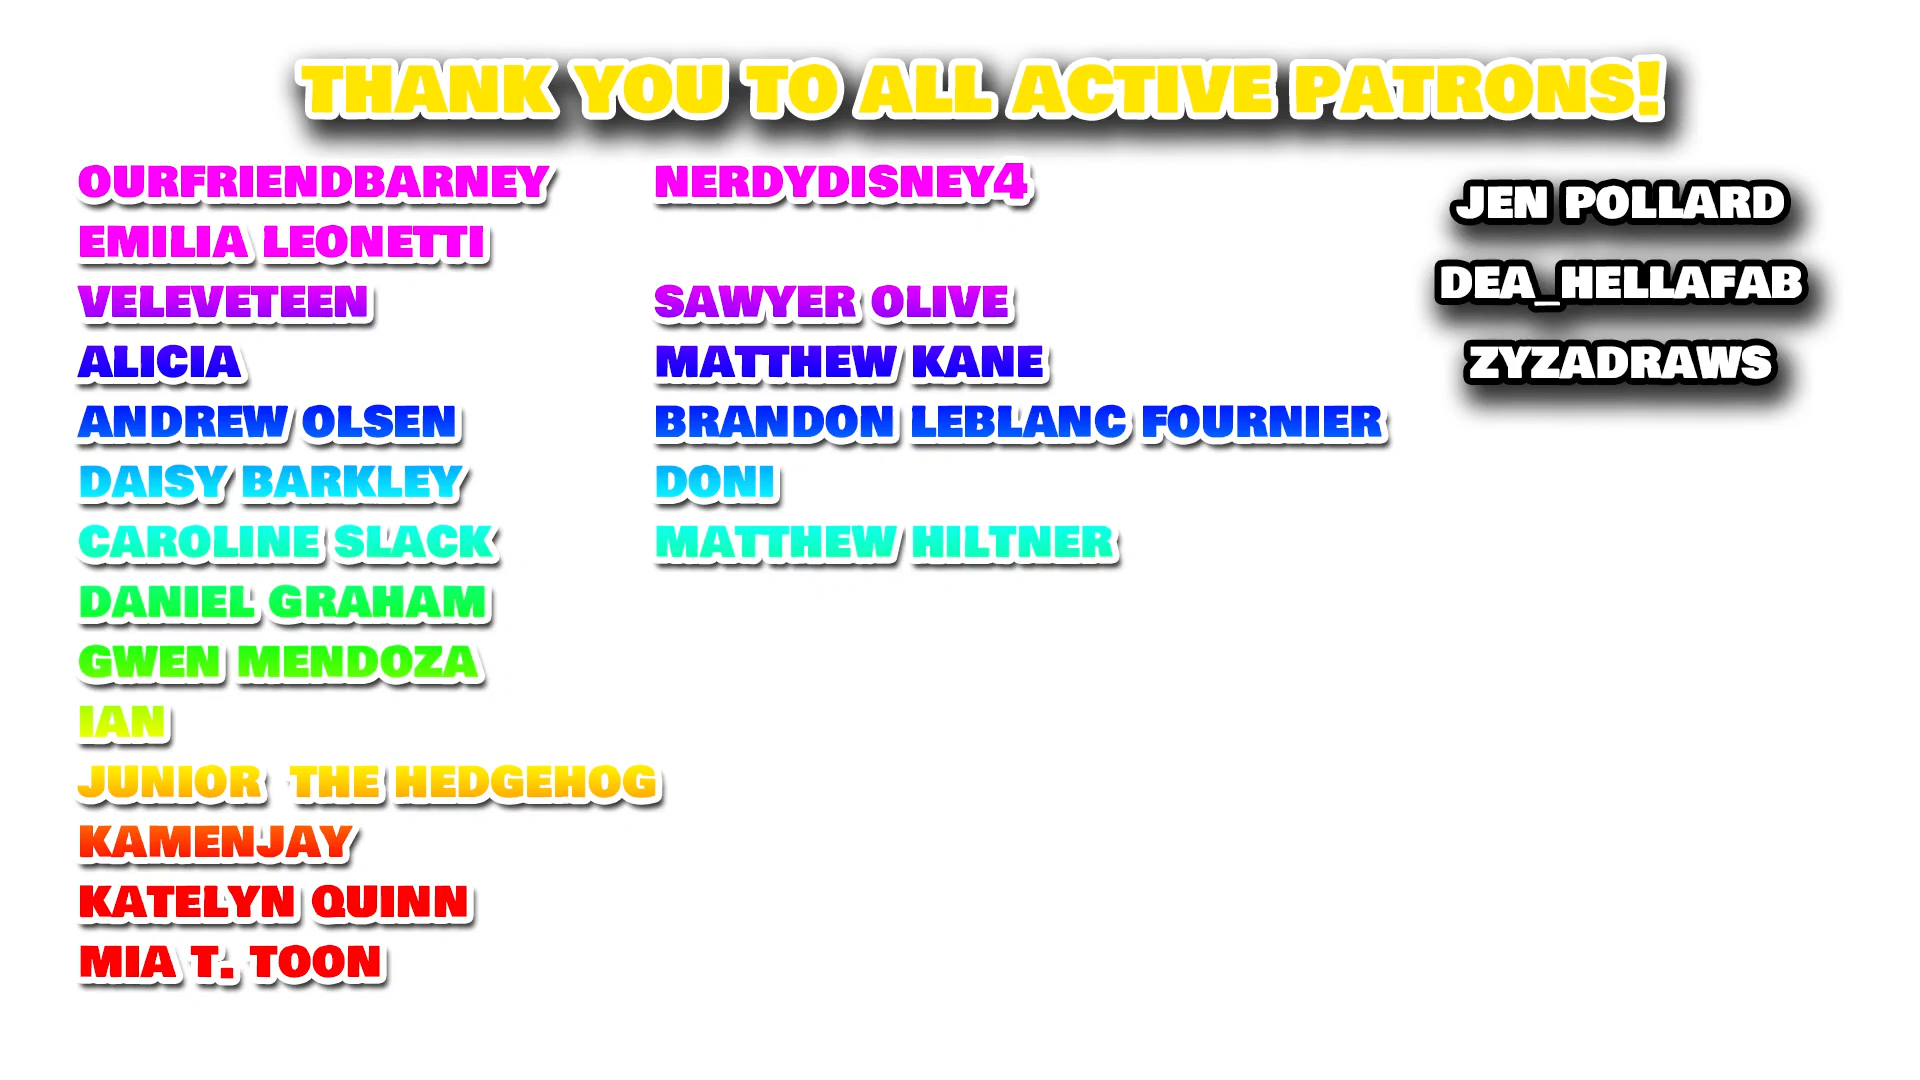 THANK YOU TO ALL ACTIVE PATRONS!
OURFRIENDBARNEY
EMILIA LEONETTI
VELEVETEEN
ALICIA
ANDREW OLSEN
DAISY BARKLEY
CAROLINE SLACK
DANIEL GRAHAM
GWEN MENDOZA
IAN
JUNIOR THE HEDGEHOG
KAMENJAY
KATELYN QUINN
MIA T. TOON
NERDYDISNEY4
SAWYER OLIVE
MATTHEW KANE
BRANDON LEBLANC FOURNIER
DONI
MATTHEW HILTNER
JEN POLLARD
DEA_HELLAFAB
ZYZADRAWS